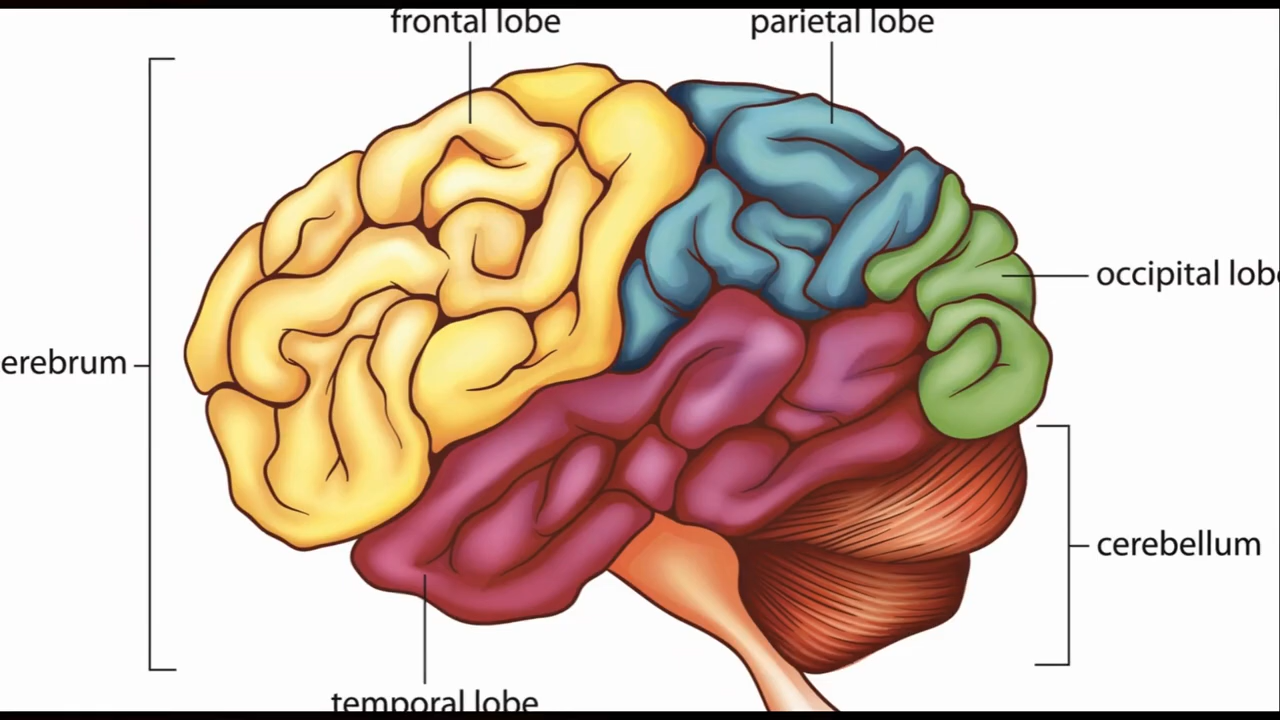 frontal lobe
parietal lobe
occipital lobe
erebrum
cerebellum
temporal lobe